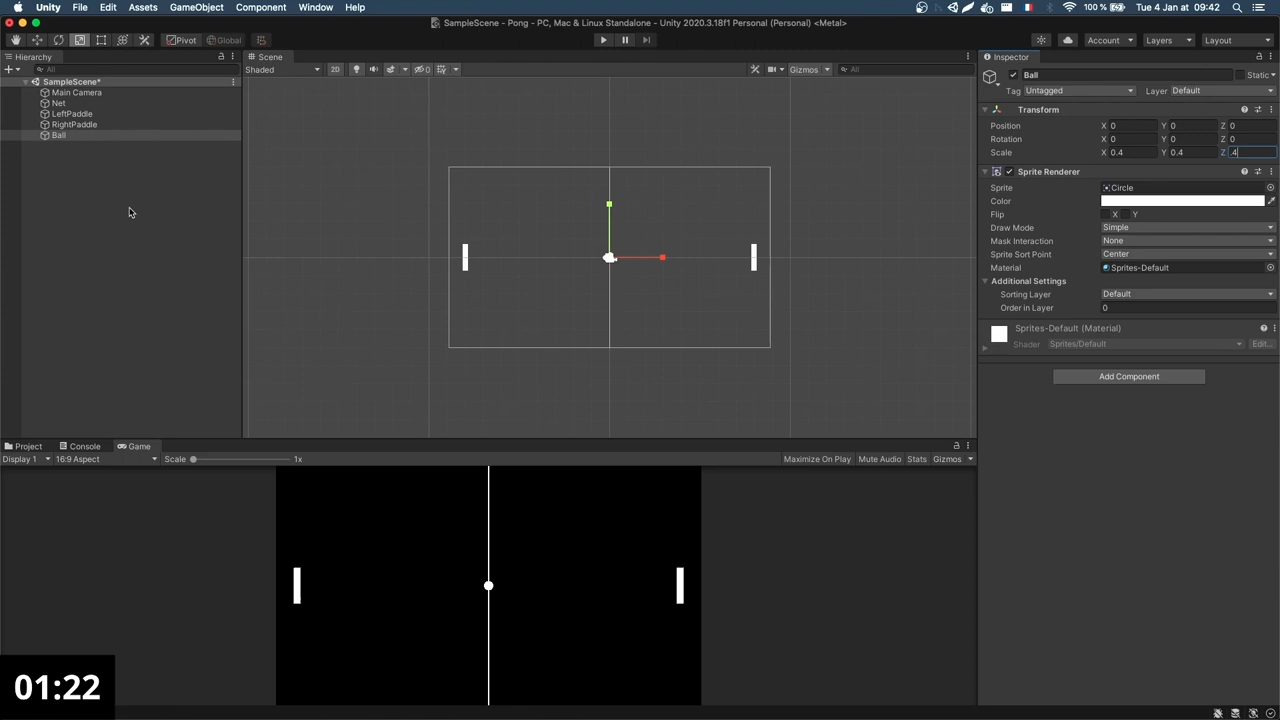 Unity File Edit Assets GameObject Component Window Help 100 % Tue 4 Jan at 09:42
SampleScene - Pong - PC, Mac & Linux Standalone - Unity 2020.3.18f1 Personal (Personal) <Metal>
Pivot Global Account Layers Layout
Hierarchy
All
SampleScene*
Main Camera
Net
LeftPaddle
RightPaddle
Ball
Scene
Shaded 2D 0 Gizmos All
Inspector
Ball Static
Tag Untagged Layer Default
Transform
Position X 0 Y 0 Z 0
Rotation X 0 Y 0 Z 0
Scale X 0.4 Y 0.4 Z .4
Sprite Renderer
Sprite Circle
Color
Flip X Y
Draw Mode Simple
Mask Interaction None
Sprite Sort Point Center
Material Sprites-Default
Additional Settings
Sorting Layer Default
Order in Layer 0
Sprites-Default (Material)
Shader Sprites/Default Edit...
Add Component
Project Console Game
Display 1 16:9 Aspect Scale 1x Maximize On Play Mute Audio Stats Gizmos
01:22